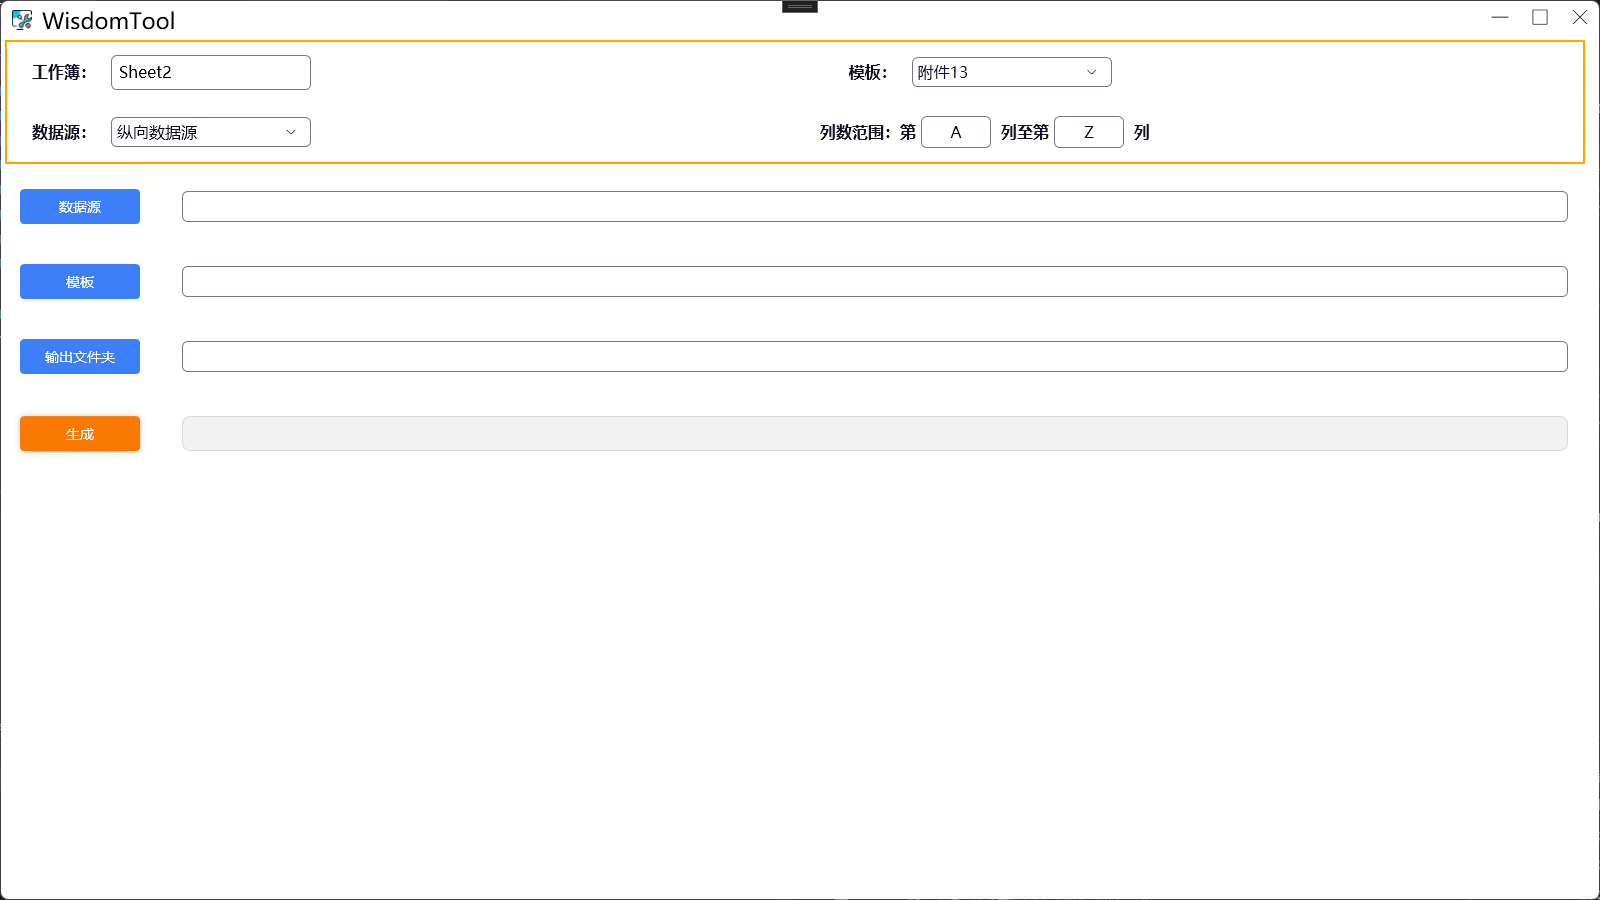 WisdomTool
工作簿： Sheet2 模板： 附件13
数据源： 纵向数据源 列数范围：第 A 列至第 Z 列
数据源
模板
输出文件夹
生成